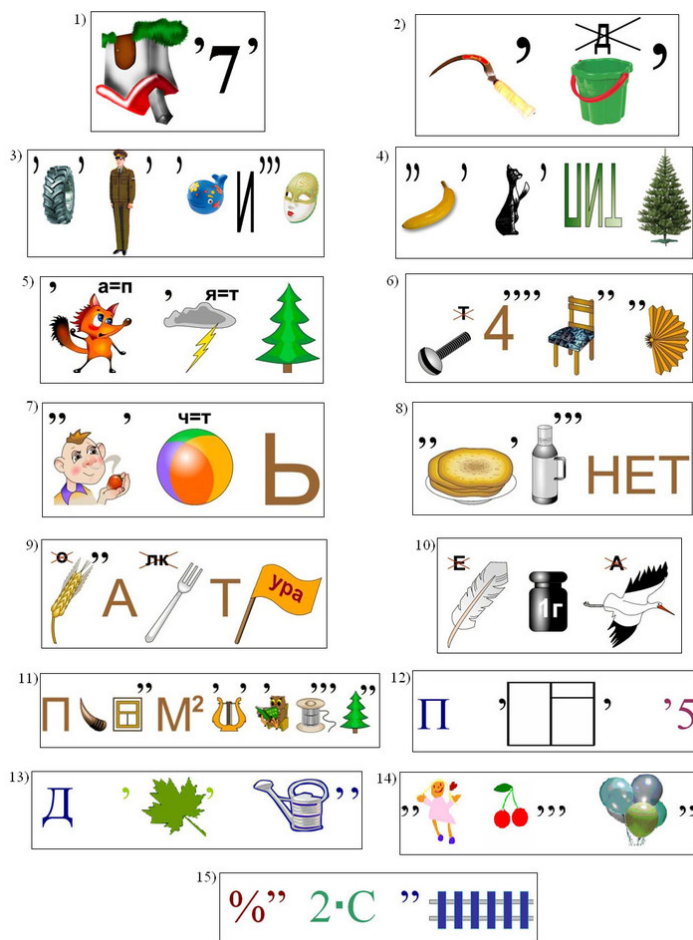 1)
’7’
2)
’ Д ’
3)
’ ’ ’ ’ И ’’’
4)
’’ ’ ’ ЦИТ
5)
’ а=п ’ я=т
6)
т 4’’’’ ’’ ’’
7)
’’ ’ ч=т Ь
8)
’’ ’ ’’’ НЕТ
9)
о ’’ А лк Т ура
10)
Е 1г А
11)
П ’’ М² ’ ’ ’’’ ’’
12)
П ’ ’ ’5
13)
Д ’ ’ ’’
14)
’’ ’’’ ’’
15)
%’’ 2·С ’’